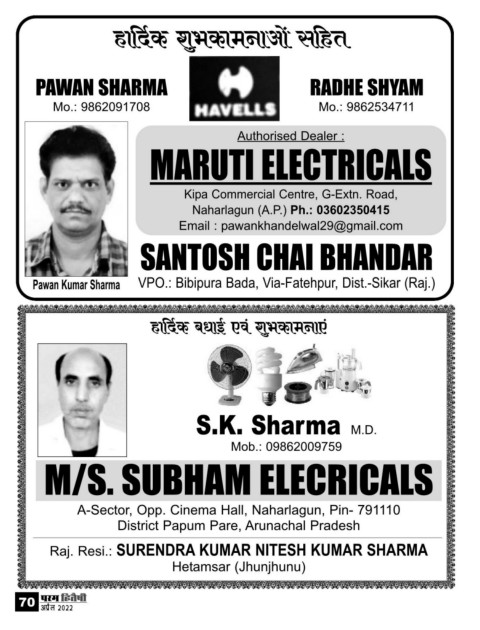 हार्दिक शुभकामनाओं सहित
PAWAN SHARMA
Mo.: 9862091708
HAVELLS
RADHE SHYAM
Mo.: 9862534711
Authorised Dealer :
MARUTI ELECTRICALS
Kipa Commercial Centre, G-Extn. Road,
Naharlagun (A.P.) Ph.: 03602350415
Email : pawankhandelwal29@gmail.com
Pawan Kumar Sharma
SANTOSH CHAI BHANDAR
VPO.: Bibipura Bada, Via-Fatehpur, Dist.-Sikar (Raj.)
हार्दिक बधाई एवं शुभकामनाएं
S.K. Sharma M.D.
Mob.: 09862009759
M/S. SUBHAM ELECRICALS
A-Sector, Opp. Cinema Hall, Naharlagun, Pin- 791110
District Papum Pare, Arunachal Pradesh
Raj. Resi.: SURENDRA KUMAR NITESH KUMAR SHARMA
Hetamsar (Jhunjhunu)
70 परम हितैषी
अप्रैल 2022